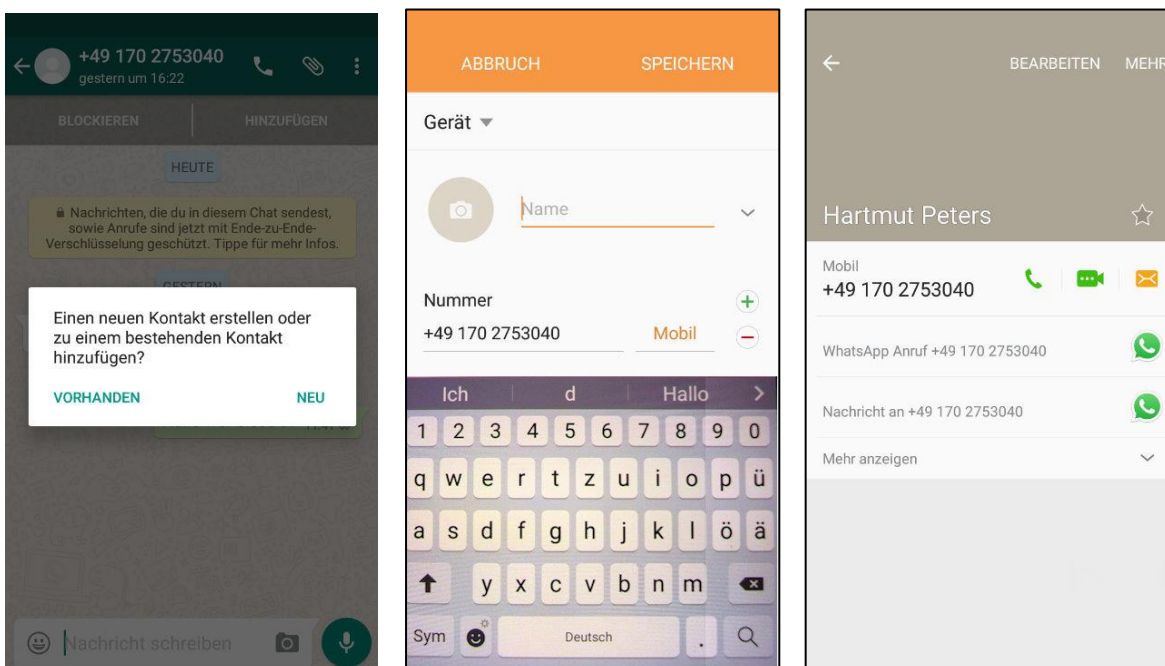 +49 170 2753040
gestern um 16:22
BLOCKIEREN HINZUFÜGEN
HEUTE
Nachrichten, die du in diesem Chat sendest,
sowie Anrufe sind jetzt mit Ende-zu-Ende-
Verschlüsselung geschützt. Tippe für mehr Infos.
GESTERN
Einen neuen Kontakt erstellen oder
zu einem bestehenden Kontakt
hinzufügen?
VORHANDEN NEU
Nachricht schreiben
ABBRUCH SPEICHERN
Gerät
Name
Nummer
+49 170 2753040 Mobil
Ich d Hallo
1 2 3 4 5 6 7 8 9 0
q w e r t z u i o p ü
a s d f g h j k l ö ä
y x c v b n m
Sym Deutsch .
BEARBEITEN MEHR
Hartmut Peters
Mobil
+49 170 2753040
WhatsApp Anruf +49 170 2753040
Nachricht an +49 170 2753040
Mehr anzeigen